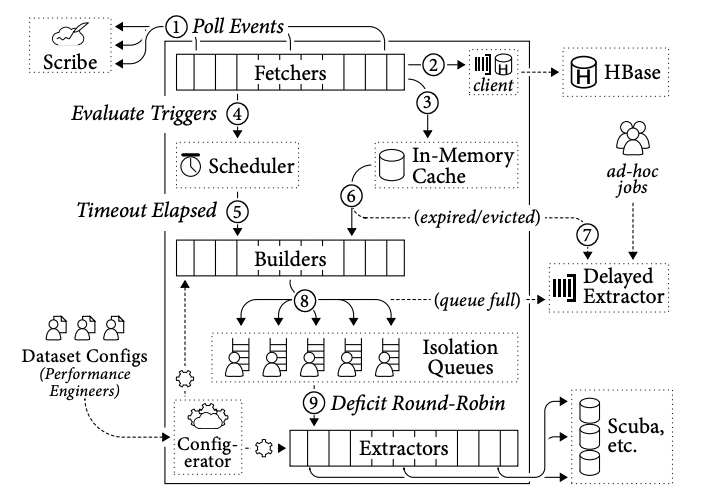 1 Poll Events
Scribe
Fetchers
2
client
HBase
3
Evaluate Triggers 4
Scheduler
In-Memory
Cache
ad-hoc
jobs
Timeout Elapsed 5
6
(expired/evicted)
7
Builders
Delayed
Extractor
8
(queue full)
Dataset Configs
(Performance
Engineers)
Isolation
Queues
9 Deficit Round-Robin
Config-
erator
Extractors
Scuba,
etc.